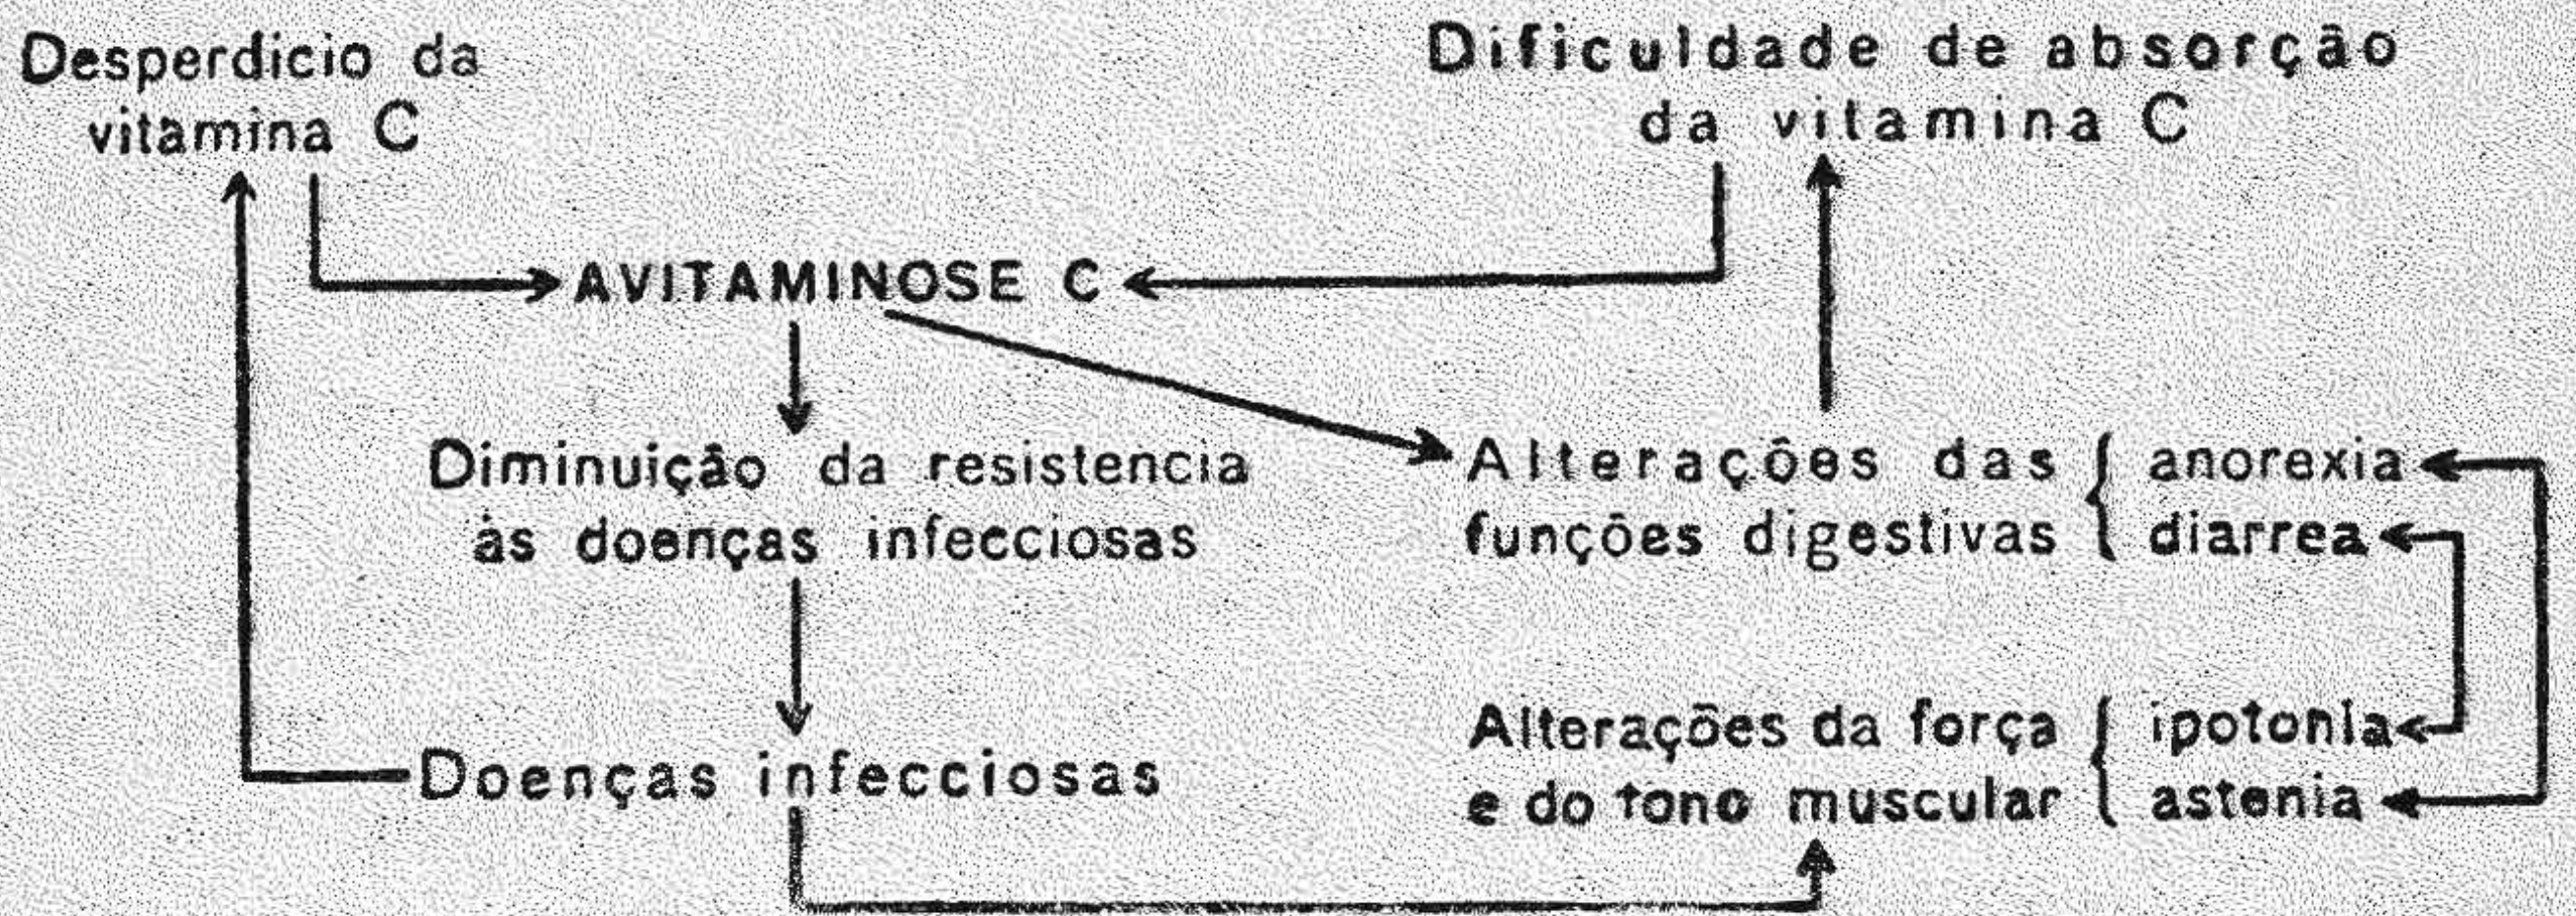 Desperdicio da
vitamina C
Dificuldade de absorção
da vitamina C
AVITAMINOSE C
Diminuição da resistencia
às doenças infecciosas
Alterações das
funções digestivas
anorexia
diarrea
Doenças infecciosas
Alterações da força
e do tono muscular
ipotonia
astenia